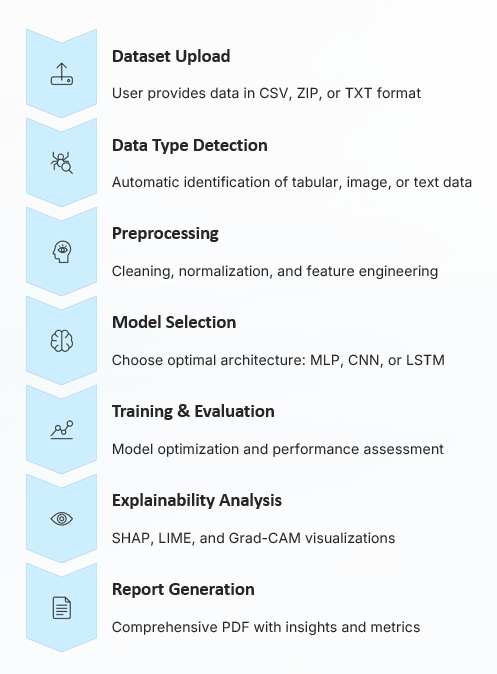 Dataset Upload
User provides data in CSV, ZIP, or TXT format
Data Type Detection
Automatic identification of tabular, image, or text data
Preprocessing
Cleaning, normalization, and feature engineering
Model Selection
Choose optimal architecture: MLP, CNN, or LSTM
Training & Evaluation
Model optimization and performance assessment
Explainability Analysis
SHAP, LIME, and Grad-CAM visualizations
Report Generation
Comprehensive PDF with insights and metrics